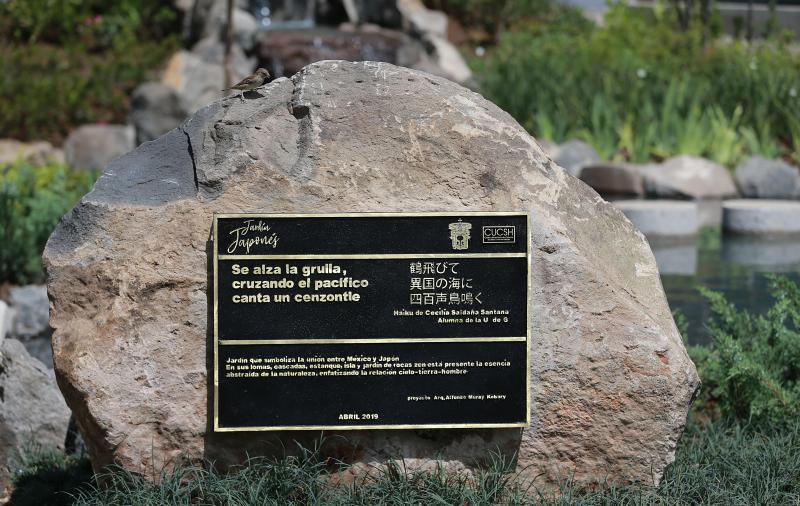 Jardín
Japonés
CUCSH
Se alza la grulla,
cruzando el pacífico
canta un cenzontle
鶴飛びて
異国の海に
四百声鳥鳴く
Haiku de Cecilia Saldaña Santana
Alumna de la U de G
Jardín que simboliza la unión entre México y Japón
En sus lomas, cascadas, estanque, isla y jardín de rocas zen está presente la esencia
abstraída de la naturaleza, enfatizando la relación cielo-tierra-hombre
proyecto Arq. Alfonso Muray Kobory
ABRIL 2019